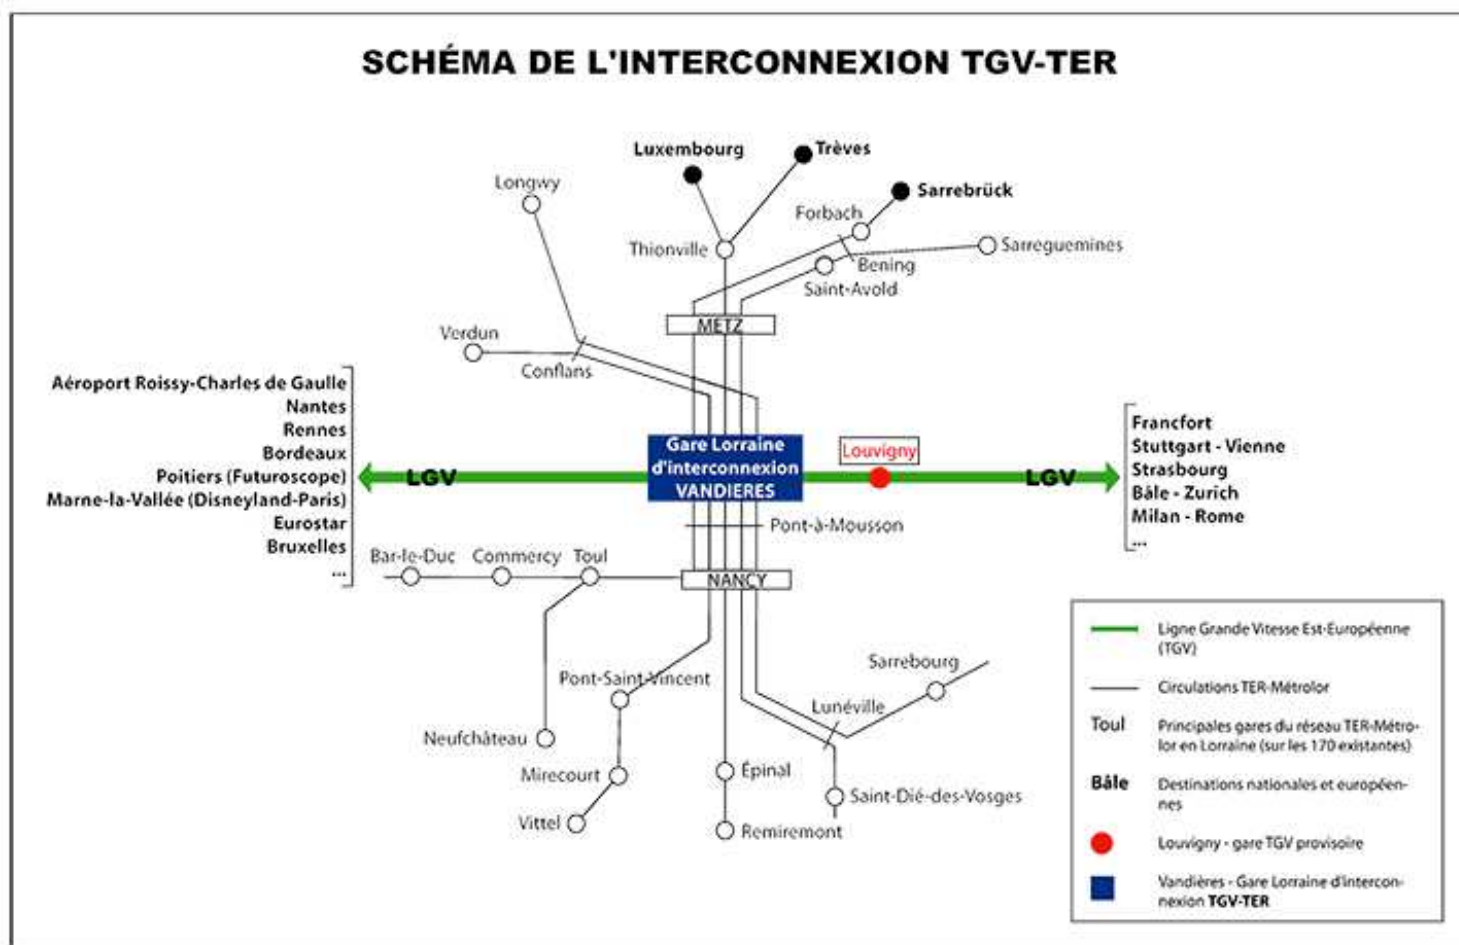 SCHÉMA DE L'INTERCONNEXION TGV-TER
Luxembourg
Trèves
Longwy
Sarrebrück
Forbach
Thionville
Sarreguemines
Bening
Saint-Avold
METZ
Verdun
Conflans
Aéroport Roissy-Charles de Gaulle
Nantes
Rennes
Bordeaux
Poitiers (Futuroscope)
Marne-la-Vallée (Disneyland-Paris)
Eurostar
Bruxelles
...
LGV
Gare Lorraine
d'interconnexion
VANDIERES
Louvigny
LGV
Francfort
Stuttgart - Vienne
Strasbourg
Bâle - Zurich
Milan - Rome
...
Pont-à-Mousson
Bar-le-Duc
Commercy
Toul
NANCY
Pont-Saint-Vincent
Sarrebourg
Lunéville
Neufchâteau
Mirecourt
Épinal
Saint-Dié-des-Vosges
Vittel
Remiremont
Ligne Grande Vitesse Est-Européenne
(TGV)
Circulations TER-Métrolor
Toul
Principales gares du réseau TER-Métro-
lor en Lorraine (sur les 170 existantes)
Bâle
Destinations nationales et européen-
nes
Louvigny - gare TGV provisoire
Vandières - Gare Lorraine d'intercon-
nexion TGV-TER